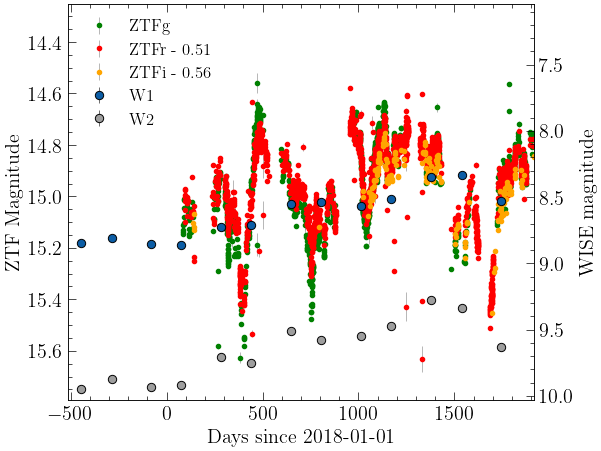 ZTFg
ZTFr - 0.51
ZTFi - 0.56
W1
W2
14.4
14.6
14.8
15.0
15.2
15.4
15.6
ZTF Magnitude
7.5
8.0
8.5
9.0
9.5
10.0
WISE magnitude
−500
0
500
1000
1500
Days since 2018-01-01